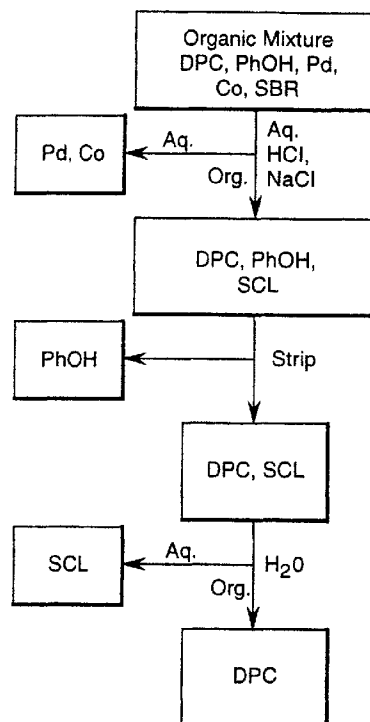 Organic Mixture
DPC, PhOH, Pd,
Co, SBR
Aq.
HCl,
NaCl
Aq.
Org.
Pd, Co
DPC, PhOH,
SCL
PhOH
Strip
DPC, SCL
Aq.
H₂0
Org.
SCL
DPC